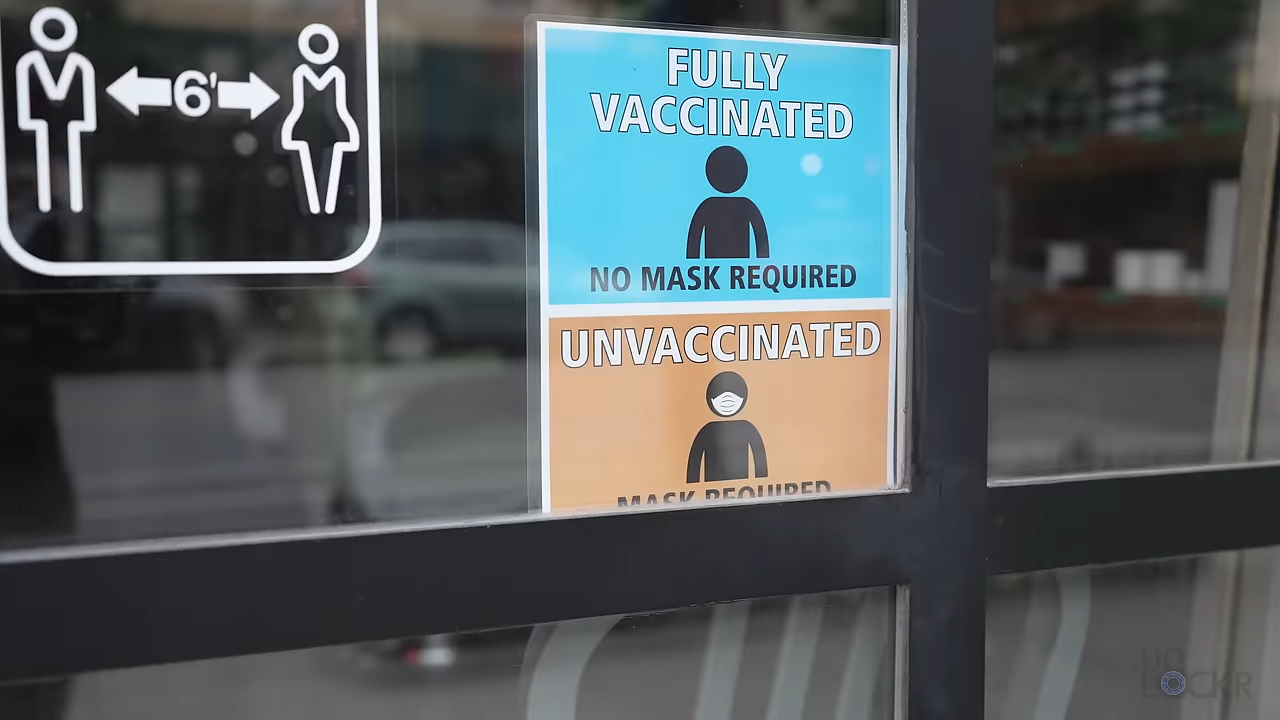 6'
FULLY
VACCINATED
NO MASK REQUIRED
UNVACCINATED
MASK REQUIRED